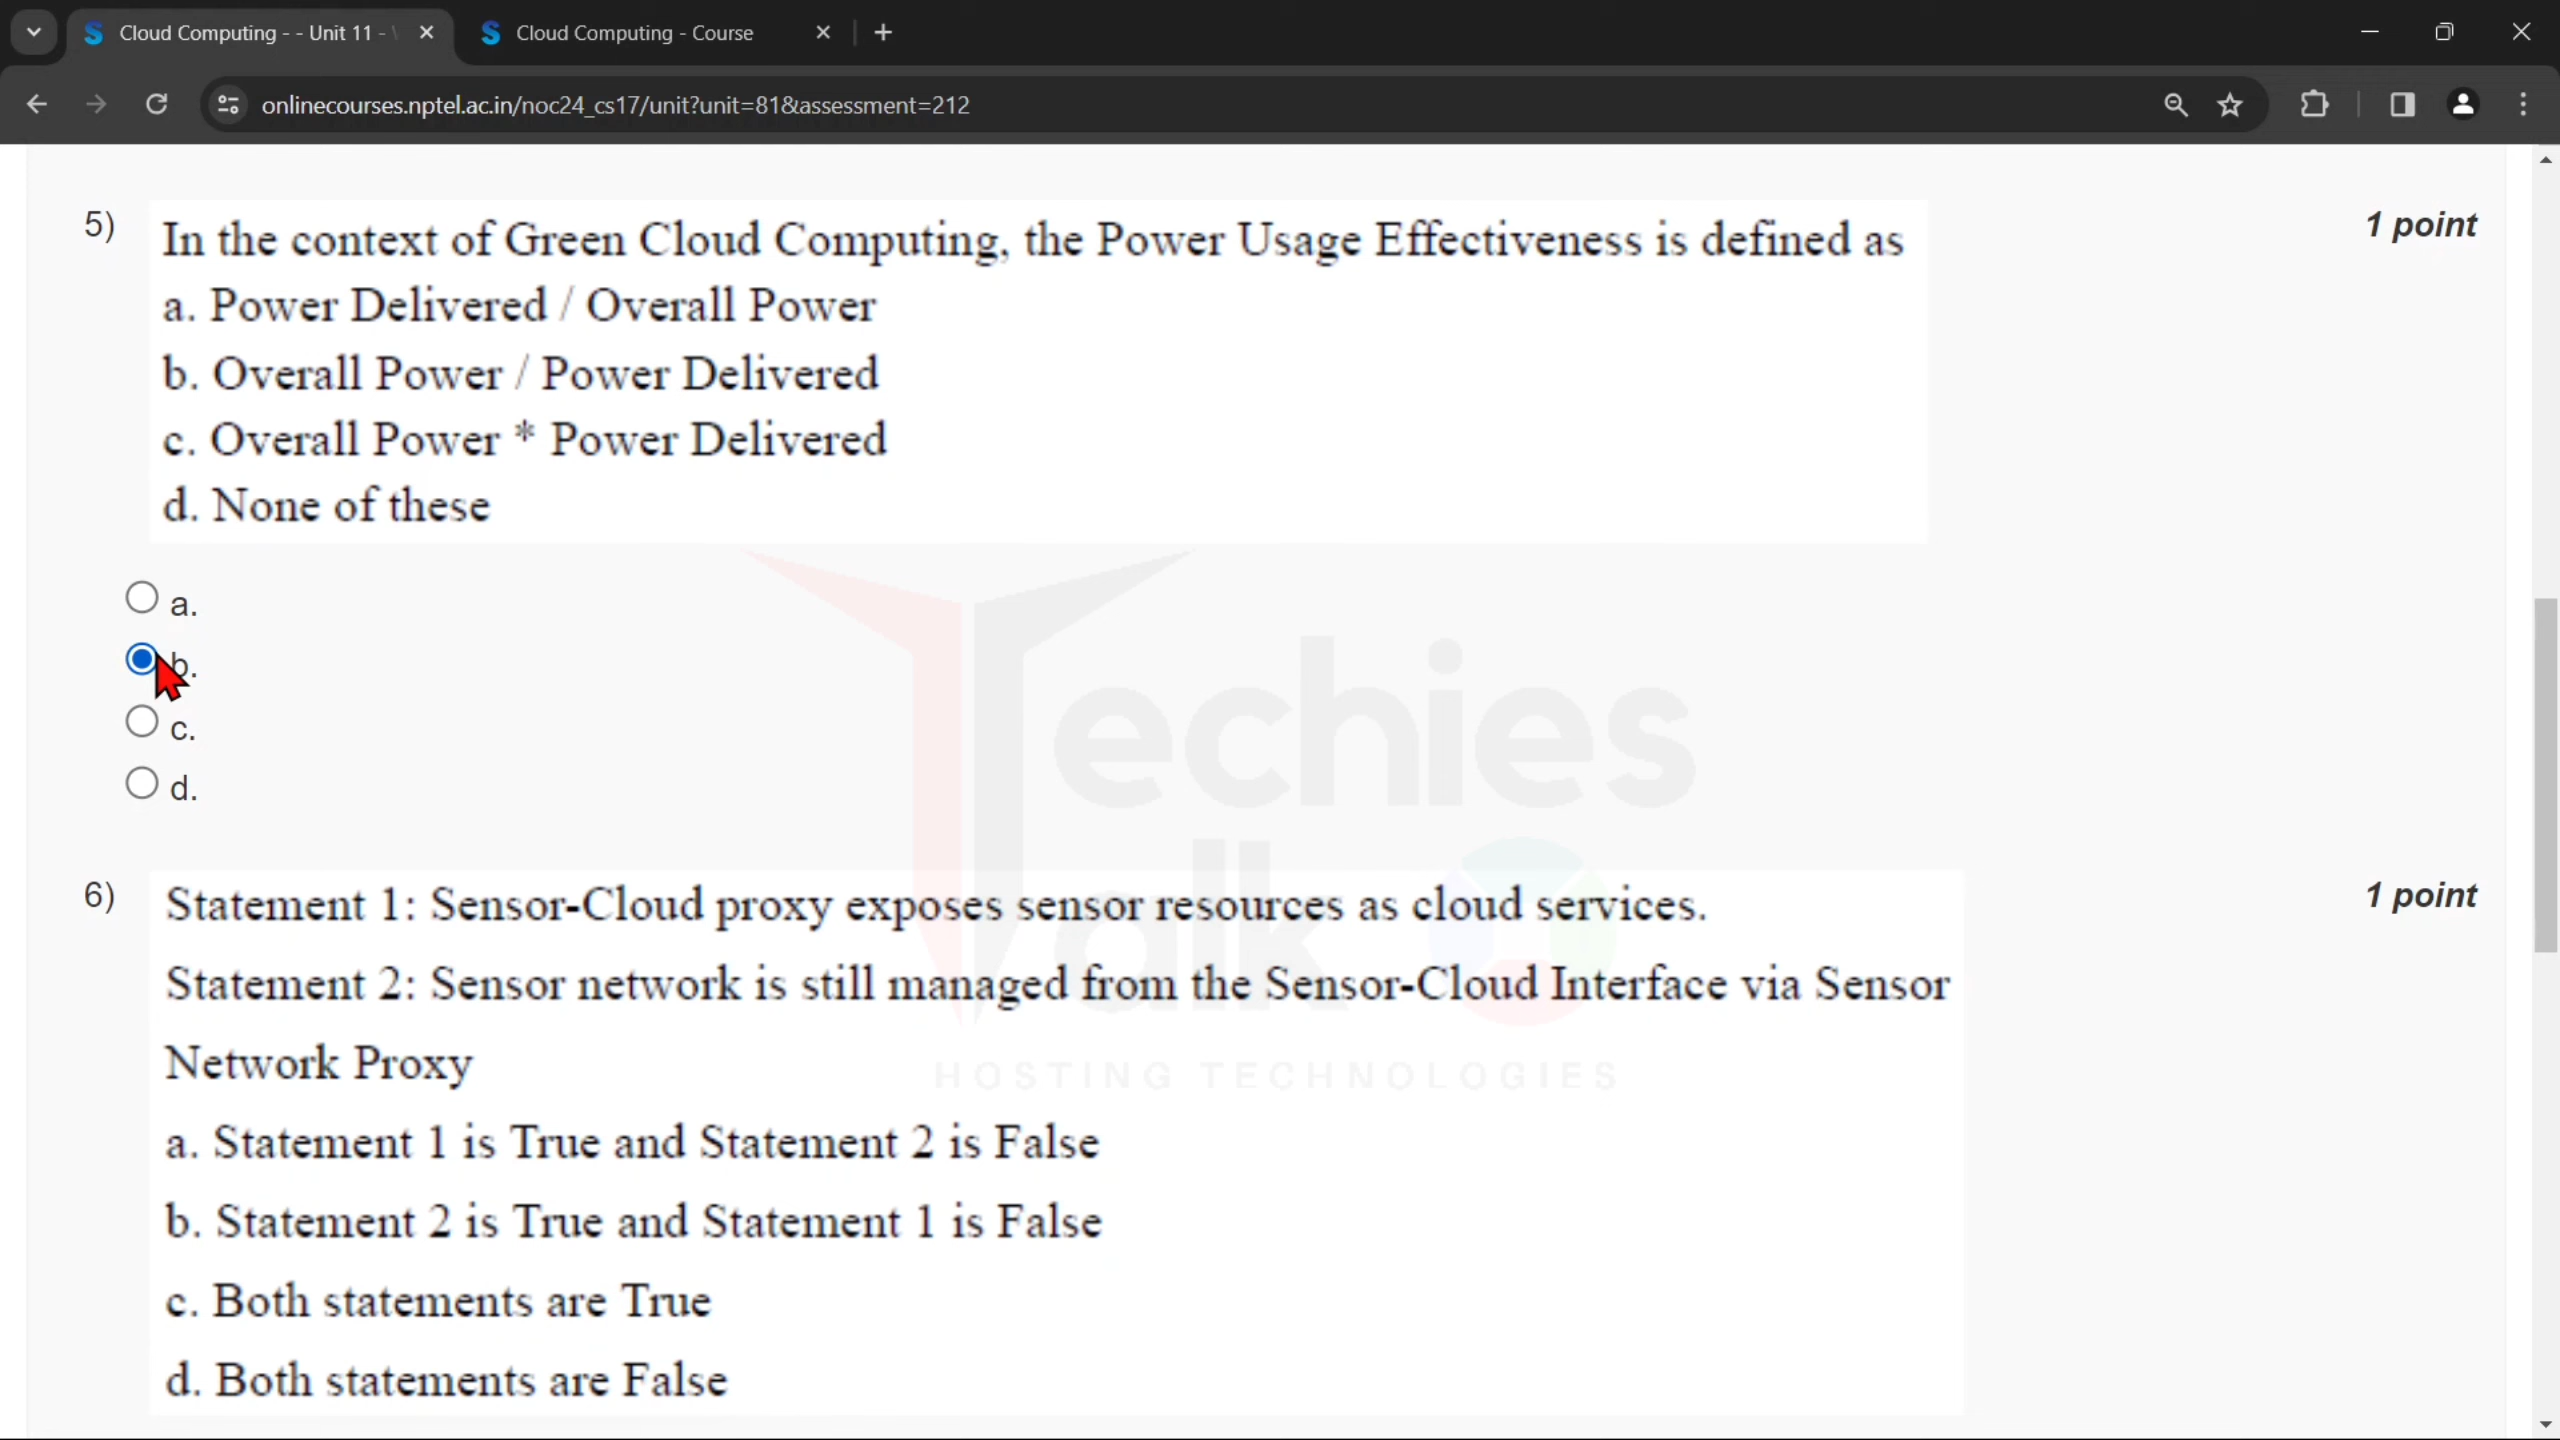 Cloud Computing - - Unit 11 -
Cloud Computing - Course
onlinecourses.nptel.ac.in/noc24_cs17/unit?unit=81&assessment=212
5)
In the context of Green Cloud Computing, the Power Usage Effectiveness is defined as
1 point
a. Power Delivered / Overall Power
b. Overall Power / Power Delivered
c. Overall Power * Power Delivered
d. None of these
a.
b.
c.
d.
Techies
Talk
HOSTING TECHNOLOGIES
6)
Statement 1: Sensor-Cloud proxy exposes sensor resources as cloud services.
1 point
Statement 2: Sensor network is still managed from the Sensor-Cloud Interface via Sensor
Network Proxy
a. Statement 1 is True and Statement 2 is False
b. Statement 2 is True and Statement 1 is False
c. Both statements are True
d. Both statements are False